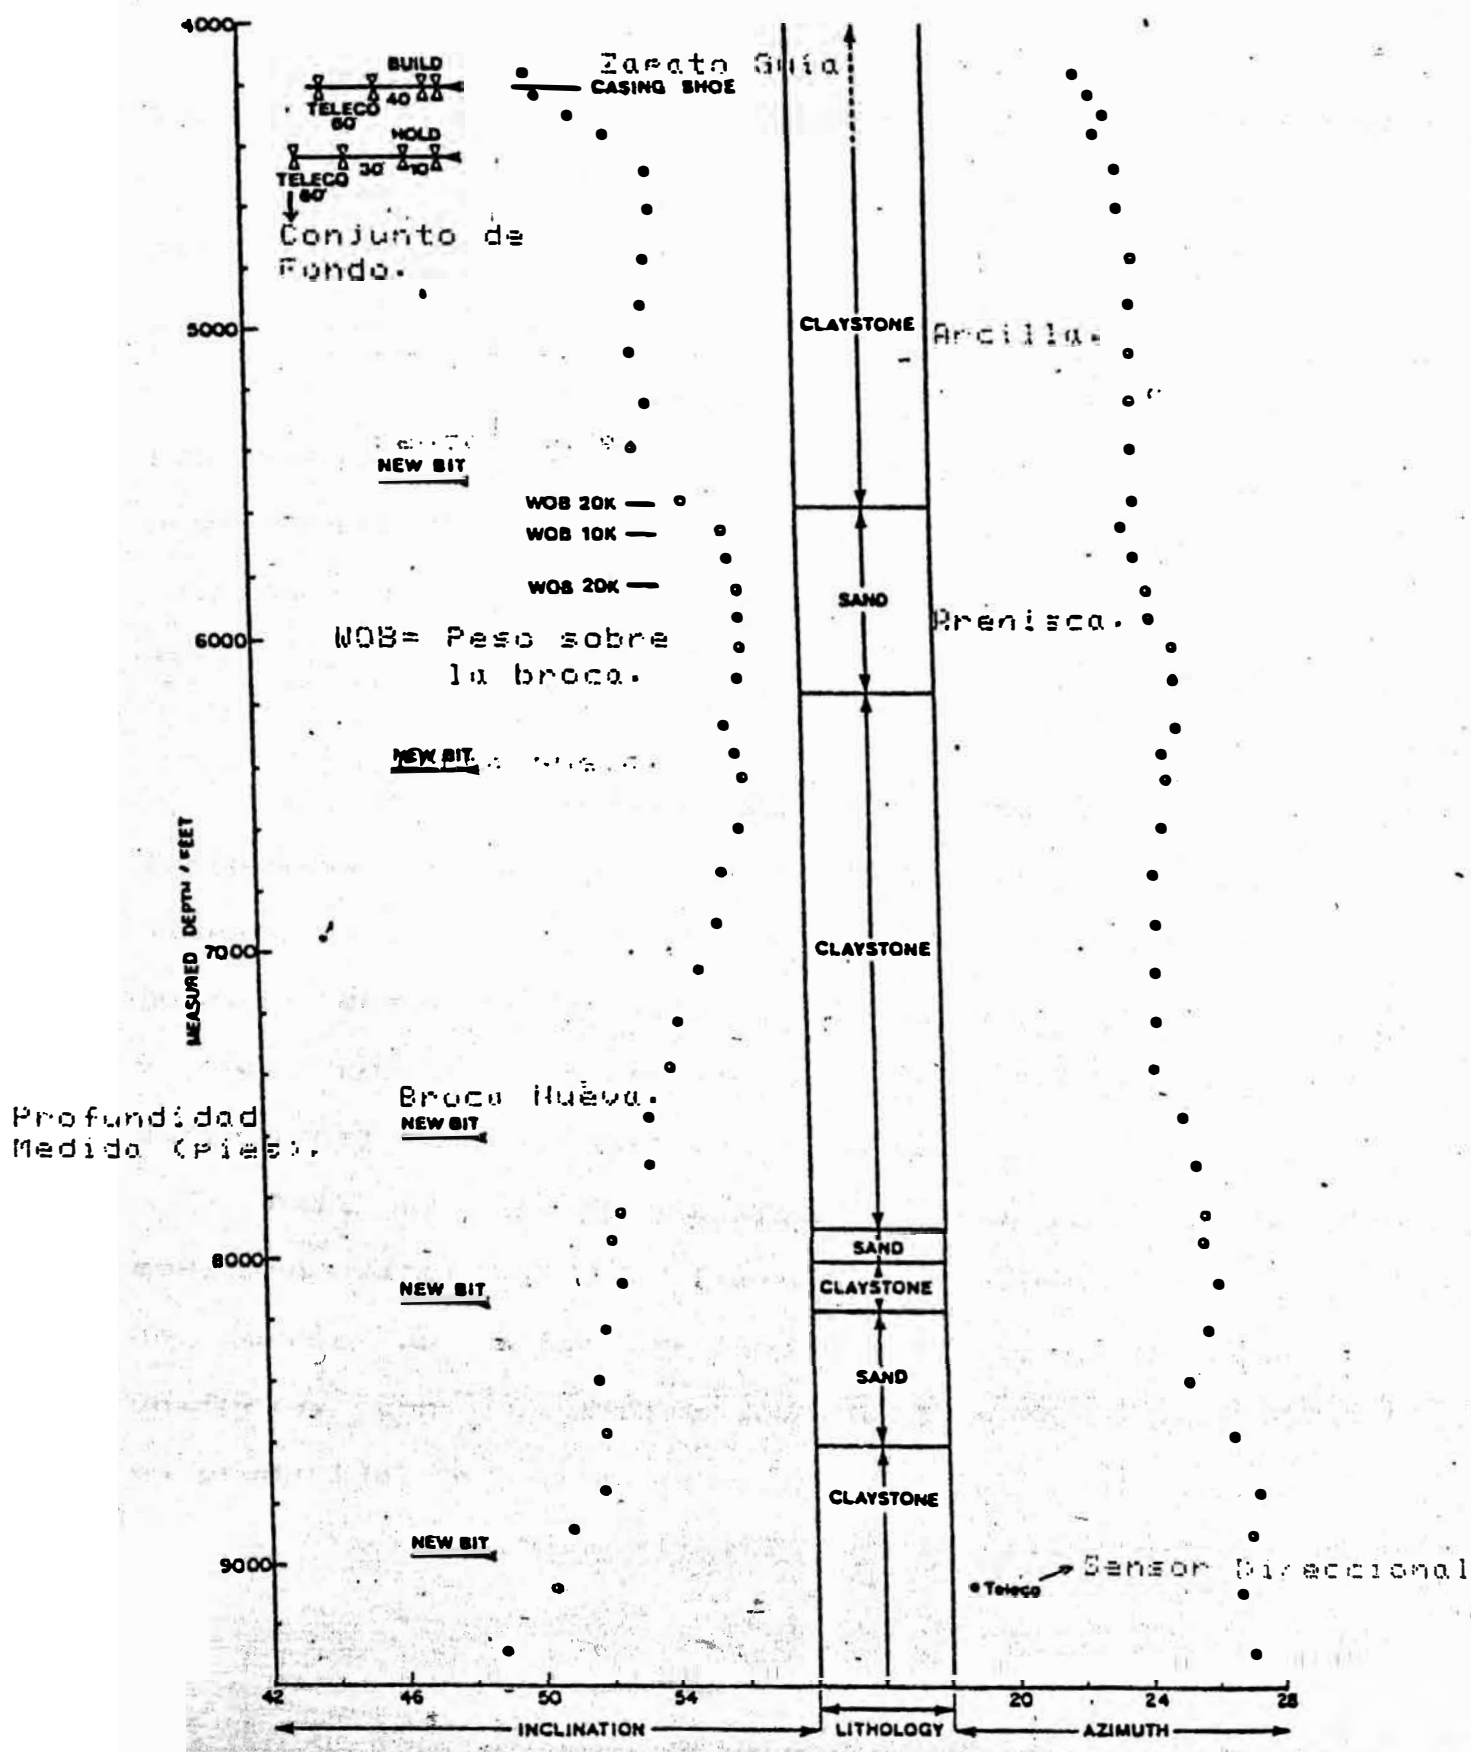 4000
BUILD
40
TELECO
60'
HOLD
30'
10'
TELECO
60'
Conjunto de
Fondo.
Zapato Guia
CASING SHOE
5000
CLAYSTONE
Arcilla.
NEW BIT
WOB 20K
WOB 10K
WOB 20K
SAND
Arenisca.
6000
WOB= Peso sobre
la broca.
NEW BIT
MEASURED DEPTH / FEET
7000
CLAYSTONE
Profundidad
Medida (pies).
Broca Nueva.
NEW BIT
8000
SAND
CLAYSTONE
NEW BIT
SAND
CLAYSTONE
NEW BIT
9000
Teleco
Sensor Direccional
42 46 50 54 20 24 28
INCLINATION LITHOLOGY AZIMUTH